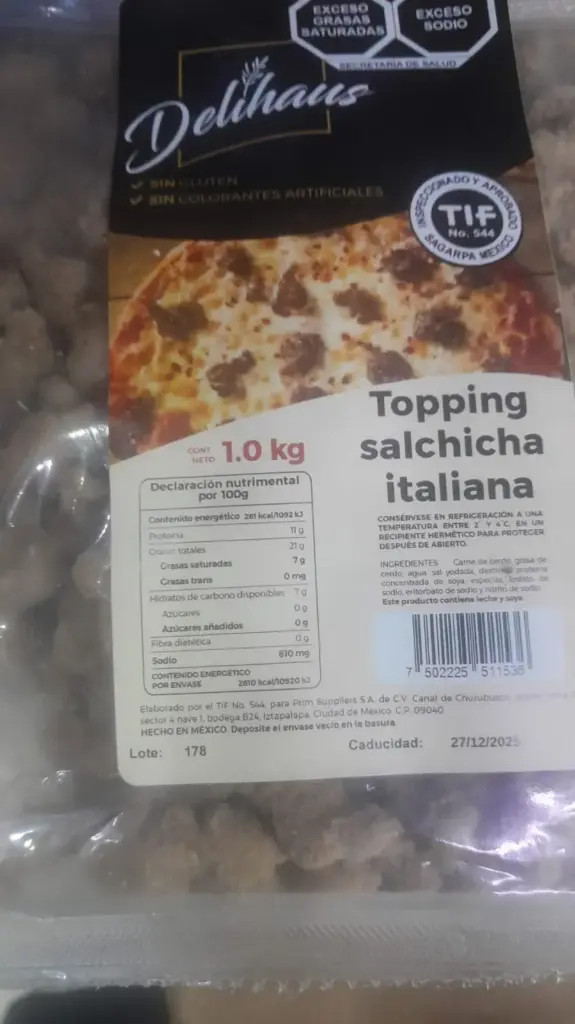 EXCESO
GRASAS
SATURADAS
EXCESO
SODIO
SECRETARÍA DE SALUD
Delihaus
SIN GLUTEN
SIN COLORANTES ARTIFICIALES
INSPECCIONADO Y APROBADO
TIF
No. 544
SAGARPA MEXICO
Topping
salchicha
italiana
CONT
NETO 1.0 kg
Declaración nutrimental
por 100g
Contenido energético 261 kcal/1092 kJ
Proteína 11 g
Grasas totales 21 g
Grasas saturadas 7 g
Grasas trans 0 mg
Hidratos de carbono disponibles 7 g
Azúcares 0 g
Azúcares añadidos 0 g
Fibra dietética 0 g
Sodio 610 mg
CONTENIDO ENERGÉTICO
POR ENVASE 2610 kcal/10920 kJ
CONSÉRVESE EN REFRIGERACIÓN A UNA
TEMPERATURA ENTRE 2° Y 4°C, EN UN
RECIPIENTE HERMÉTICO PARA PROTEGER
DESPUÉS DE ABIERTO.
INGREDIENTES Carne de cerdo, grasa de
cerdo, agua, sal yodada, proteína
concentrada de soya, especias, fosfato de
sodio, eritorbato de sodio y nitrito de sodio
Este producto contiene leche y soya
7 502225 511536
Elaborado por el TIF No. 544, para Prim Suppliers S.A. de C.V. Canal de Churubusco
sector 4 nave 1, bodega B24, Iztapalapa, Ciudad de México. C.P. 09040
HECHO EN MÉXICO. Deposite el envase vacío en la basura.
Lote: 178
Caducidad: 27/12/2025